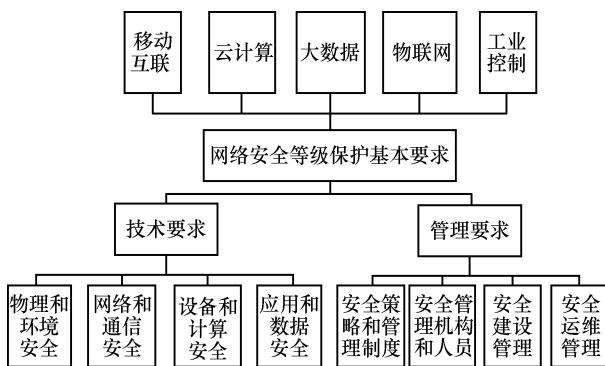 移动
互联
云计算
大数据
物联网
工业
控制
网络安全等级保护基本要求
技术要求
管理要求
物理和
环境
安全
网络和
通信
安全
设备和
计算
安全
应用和
数据
安全
安全策
略和管
理制度
安全管
理机构
和人员
安全
建设
管理
安全
运维
管理